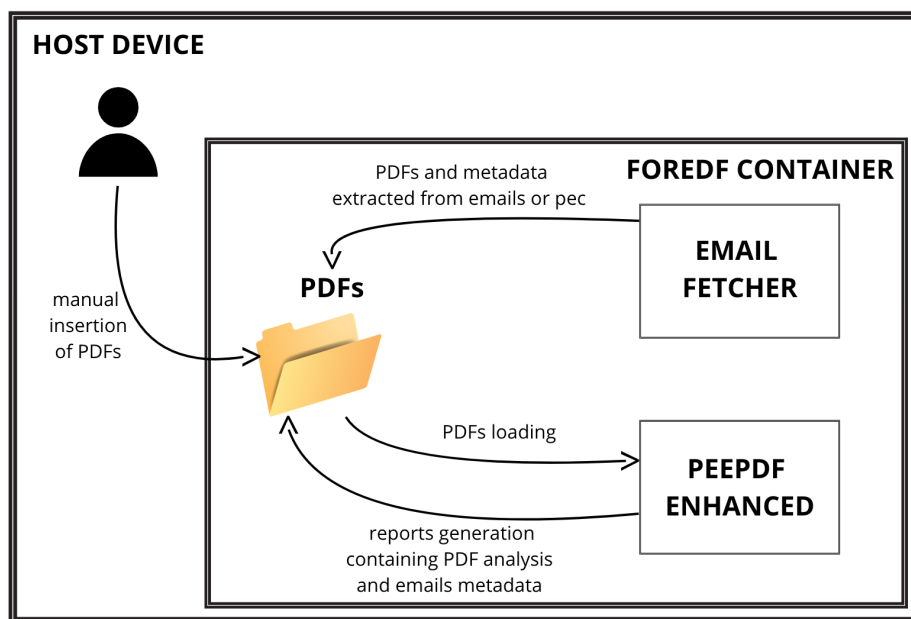 HOST DEVICE
FOREDF CONTAINER
PDFs and metadata
extracted from emails or pec
EMAIL
FETCHER
PDFs
manual
insertion
of PDFs
PDFs loading
PEEPDF
ENHANCED
reports generation
containing PDF analysis
and emails metadata